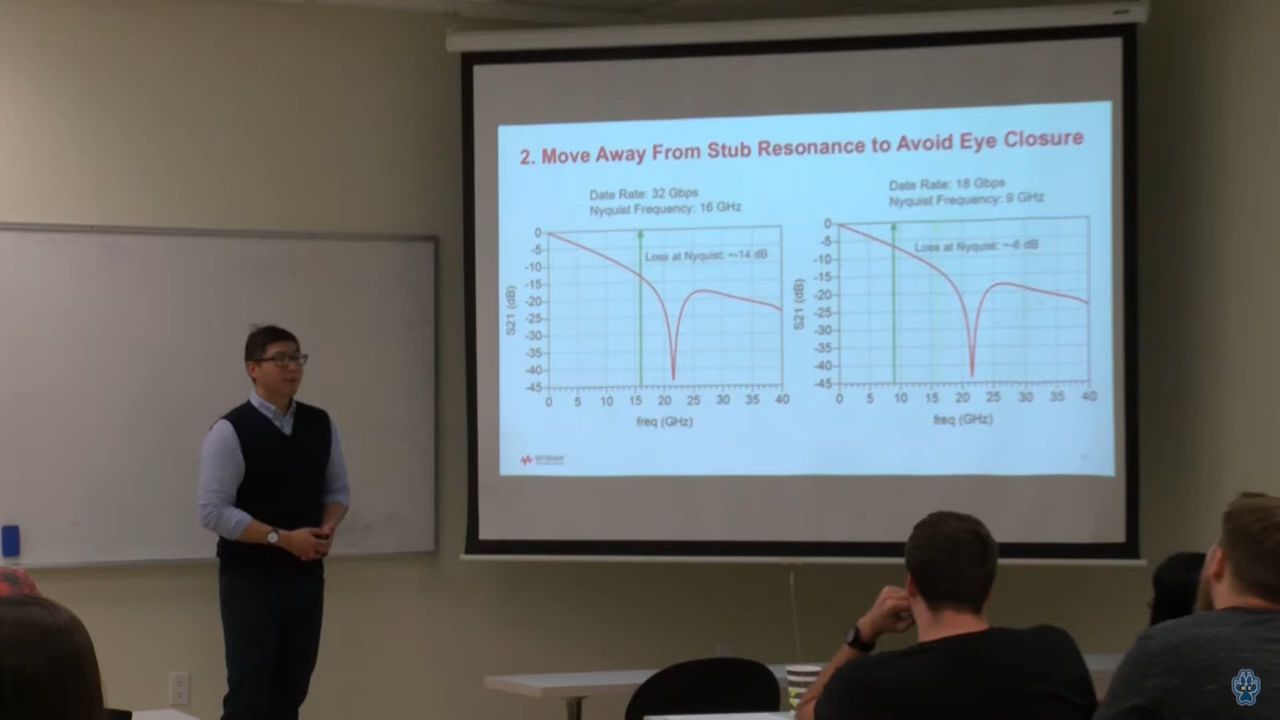 2. Move Away From Stub Resonance to Avoid Eye Closure
Date Rate: 32 Gbps
Nyquist Frequency: 16 GHz
Loss at Nyquist: ~-14 dB
S21 (dB)
0
-5
-10
-15
-20
-25
-30
-35
-40
-45
0 5 10 15 20 25 30 35 40
freq (GHz)
Date Rate: 18 Gbps
Nyquist Frequency: 9 GHz
Loss at Nyquist: ~-6 dB
S21 (dB)
0
-5
-10
-15
-20
-25
-30
-35
-40
-45
0 5 10 15 20 25 30 35 40
freq (GHz)
KEYSIGHT